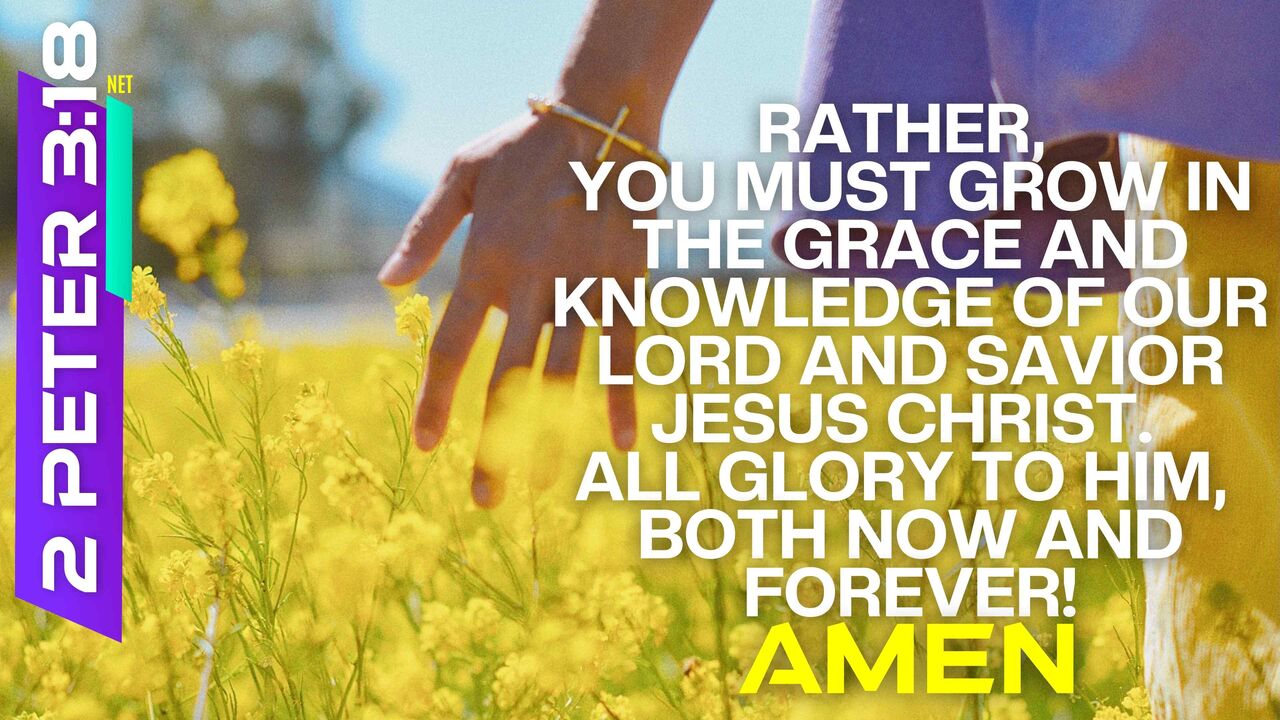 2 PETER 3:18
NET
RATHER,
YOU MUST GROW IN
THE GRACE AND
KNOWLEDGE OF OUR
LORD AND SAVIOR
JESUS CHRIST.
ALL GLORY TO HIM,
BOTH NOW AND
FOREVER!
AMEN